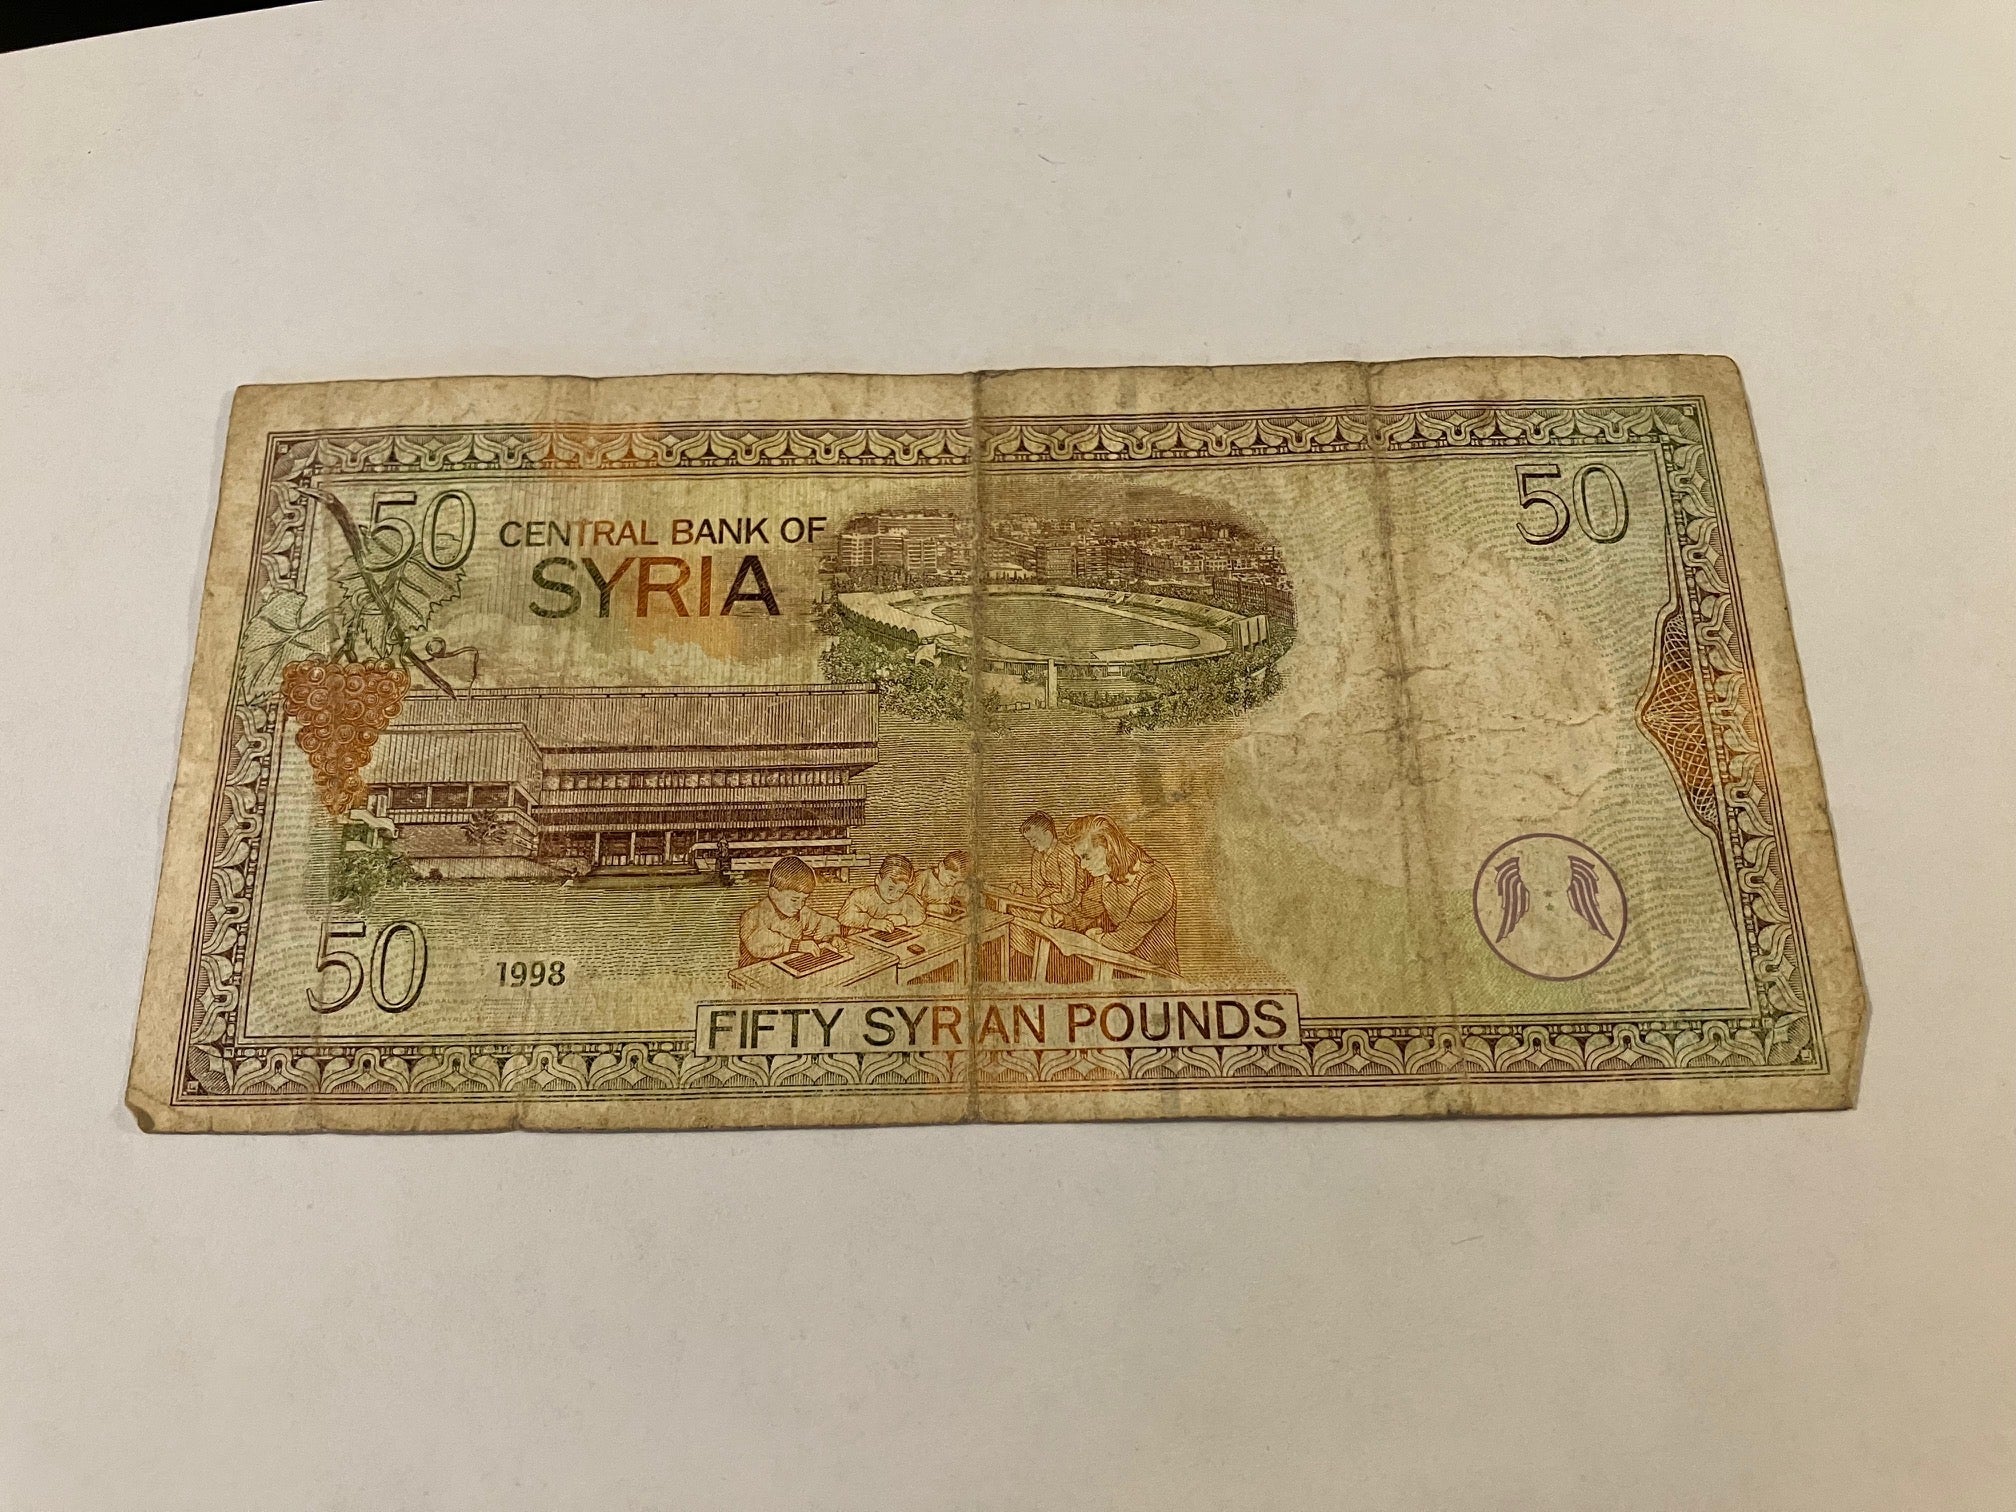 50
CENTRAL BANK OF
SYRIA
50
50
1998
FIFTY SYRIAN POUNDS